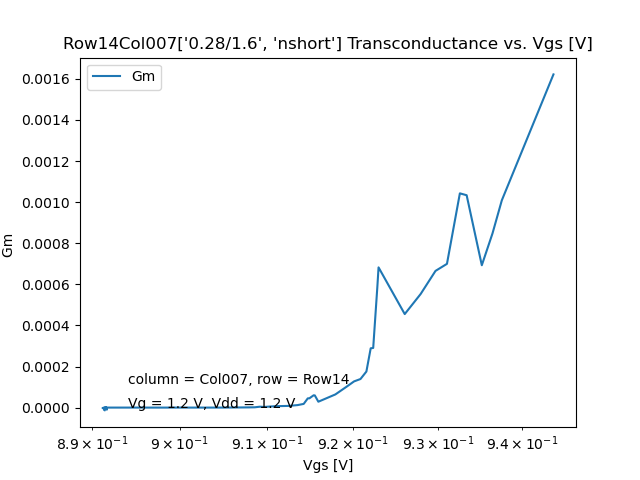 Row14Col007['0.28/1.6', 'nshort'] Transconductance vs. Vgs [V]
Gm
0.0016
0.0014
0.0012
0.0010
0.0008
0.0006
0.0004
0.0002
0.0000
Gm
column = Col007, row = Row14
Vg = 1.2 V, Vdd = 1.2 V
8.9 × 10⁻¹ 9 × 10⁻¹ 9.1 × 10⁻¹ 9.2 × 10⁻¹ 9.3 × 10⁻¹ 9.4 × 10⁻¹
Vgs [V]